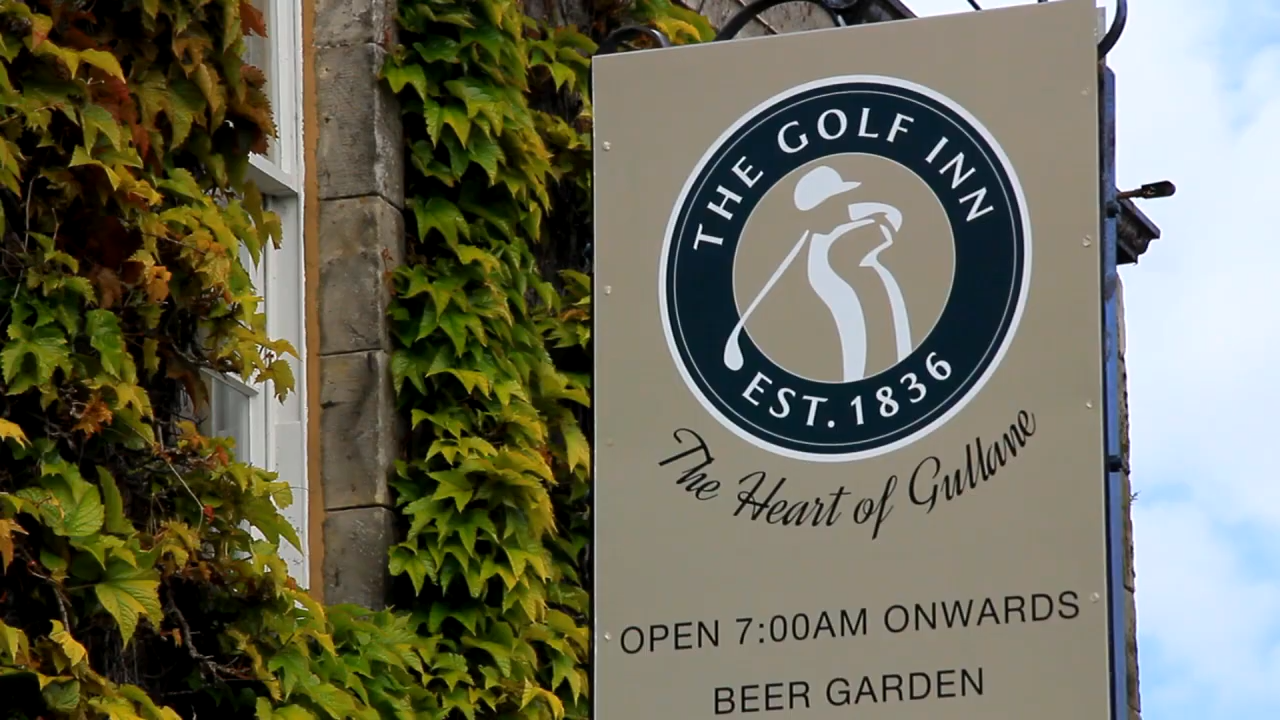 THE GOLF INN
EST. 1836
The Heart of Gullane
OPEN 7:00AM ONWARDS
BEER GARDEN